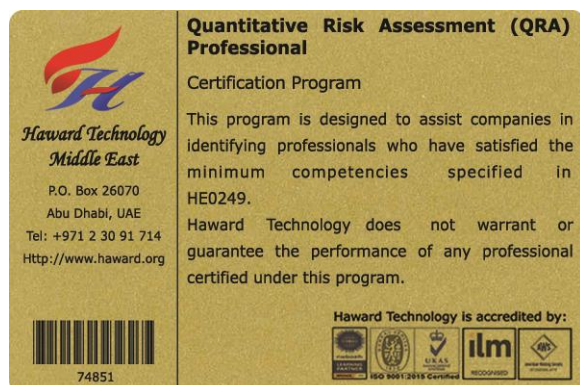 Haward Technology
Middle East
P.O. Box 26070
Abu Dhabi, UAE
Tel: +971 2 30 91 714
Http://www.haward.org
74851
Quantitative Risk Assessment (QRA)
Professional
Certification Program
This program is designed to assist companies in
identifying professionals who have satisfied the
minimum competencies specified in
HE0249.
Haward Technology does not warrant or
guarantee the performance of any professional
certified under this program.
Haward Technology is accredited by:
UKAS
ISO 9001:2015 Certified
ilm
RECOGNISED
AWS